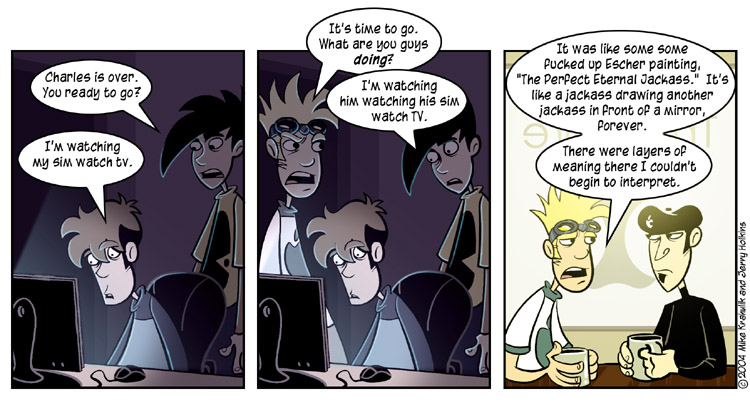 Charles is over.
You ready to go?
I'm watching
my sim watch tv.
It's time to go.
What are you guys
doing?
I'm watching
him watching his sim
watch TV.
It was like some some
fucked up Escher painting,
"The Perfect Eternal Jackass." It's
like a jackass drawing another
jackass in front of a mirror,
forever.
There were layers of
meaning there I couldn't
begin to interpret.
©2004 Mike Krahulik and Jerry Holkins